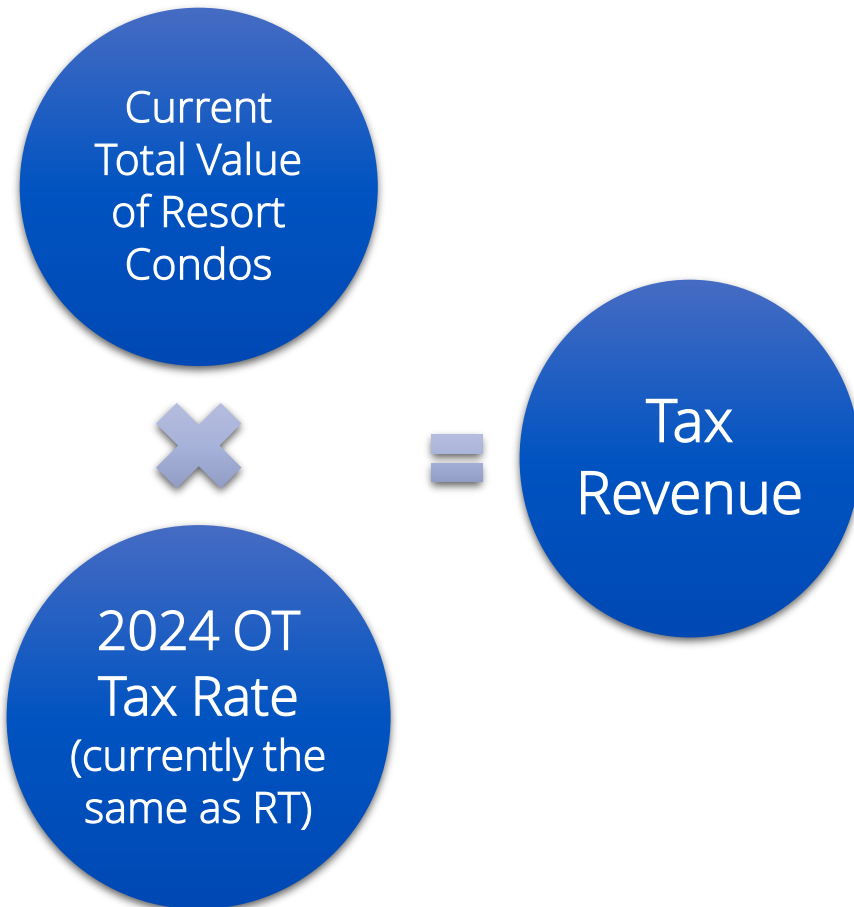 Current
Total Value
of Resort
Condos
2024 OT
Tax Rate
(currently the
same as RT)
Tax
Revenue